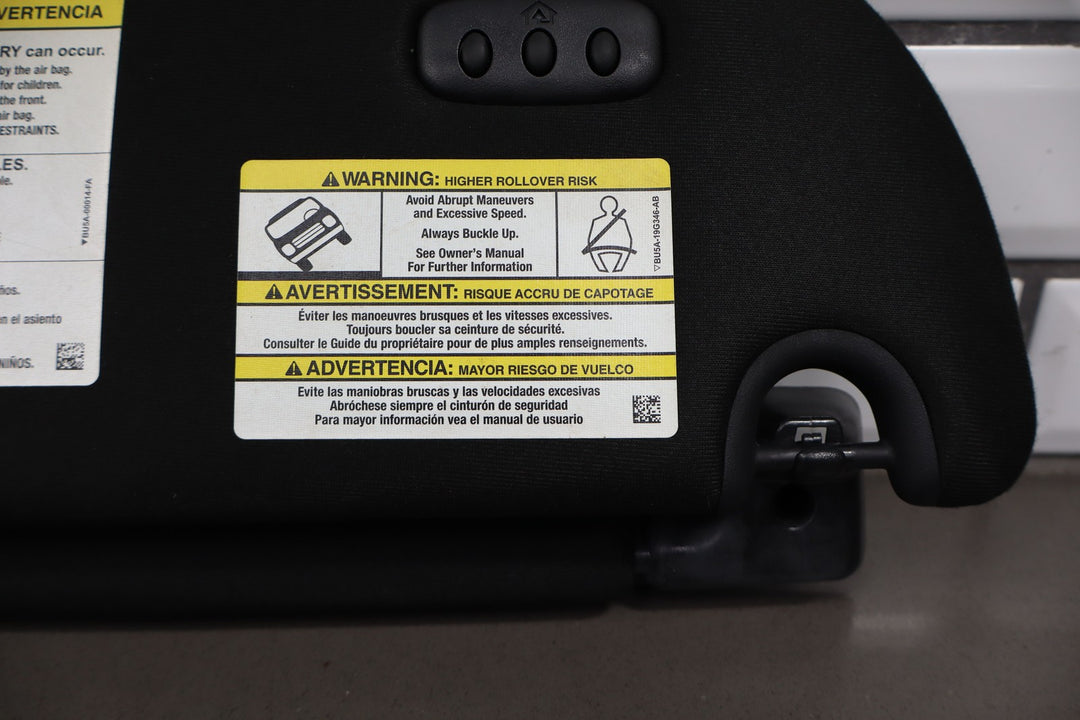 VERTENCIA
RY can occur.
by the air bag.
for children.
the front.
air bag.
ESTRAINTS.
LES.
le.
▼BU5A-00014-FA
ños.
en el asiento
NIÑOS.
WARNING: HIGHER ROLLOVER RISK
Avoid Abrupt Maneuvers
and Excessive Speed.
Always Buckle Up.
See Owner's Manual
For Further Information
▽BU5A-19G346-AB
AVERTISSEMENT: RISQUE ACCRU DE CAPOTAGE
Éviter les manoeuvres brusques et les vitesses excessives.
Toujours boucler sa ceinture de sécurité.
Consulter le Guide du propriétaire pour de plus amples renseignements.
ADVERTENCIA: MAYOR RIESGO DE VUELCO
Evite las maniobras bruscas y las velocidades excesivas
Abróchese siempre el cinturón de seguridad
Para mayor información vea el manual de usuario